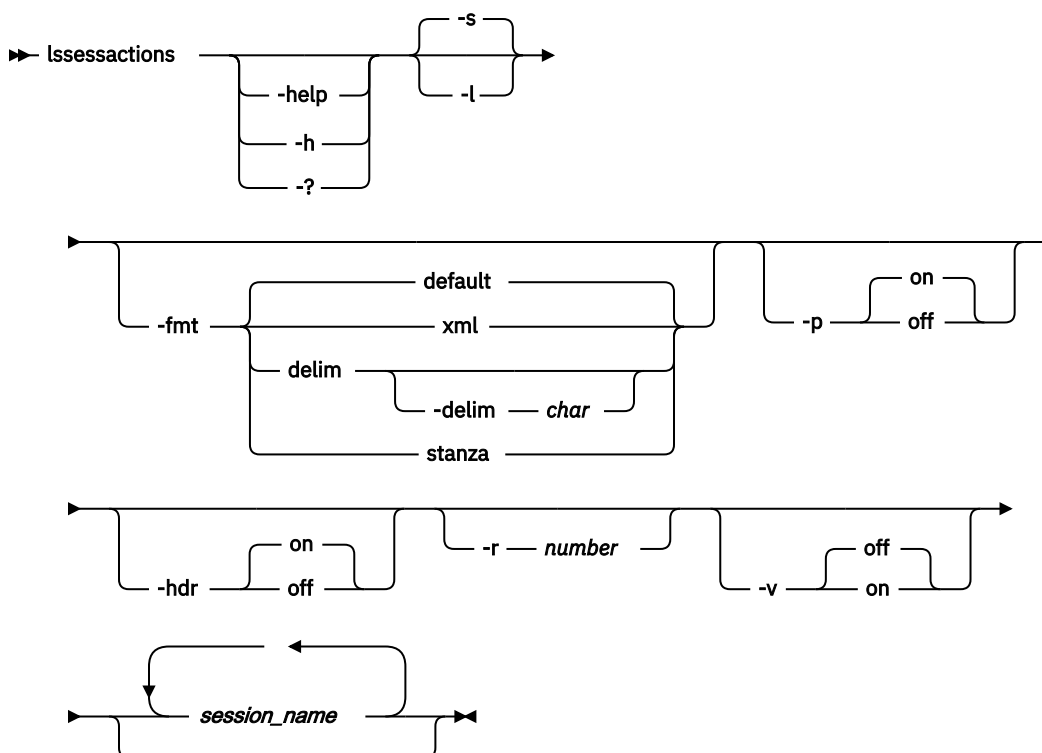 -s
lssessactions
-help
-l
-h
-?
default
on
-fmt xml -p off
delim
-delim char
stanza
on -r number off
-hdr off -v on
session_name